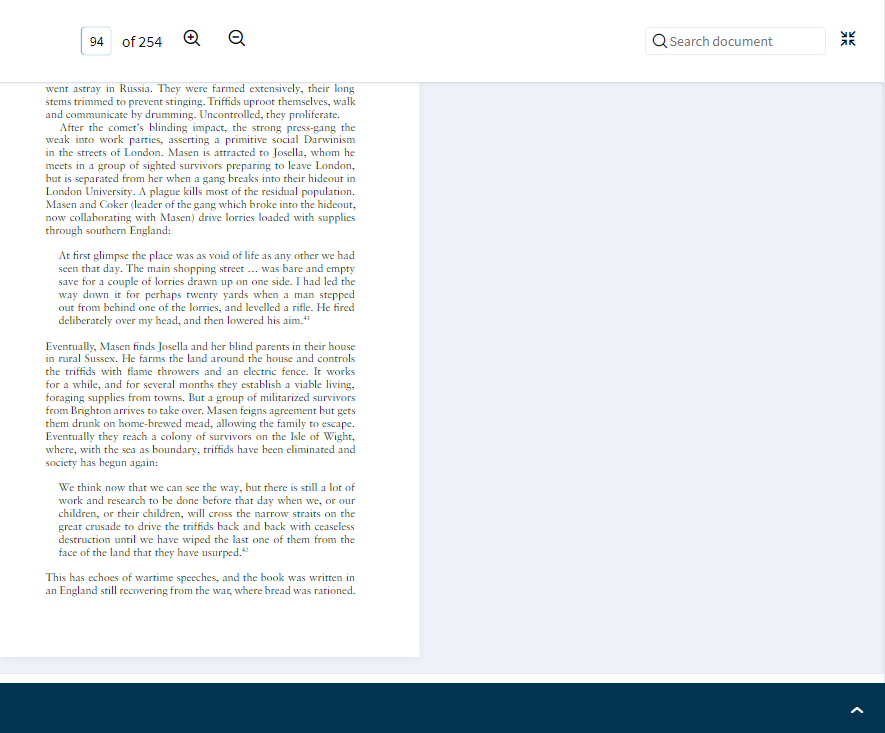 94 of 254 Search document
went astray in Russia. They were farmed extensively, their long
stems trimmed to prevent stinging. Triffids uproot themselves, walk
and communicate by drumming. Uncontrolled, they proliferate.
After the comet's blinding impact, the strong press-gang the
weak into work parties, asserting a primitive social Darwinism
in the streets of London. Masen is attracted to Josella, whom he
meets in a group of sighted survivors preparing to leave London,
but is separated from her when a gang breaks into their hideout in
London University. A plague kills most of the residual population.
Masen and Coker (leader of the gang which broke into the hideout,
now collaborating with Masen) drive lorries loaded with supplies
through southern England:
At first glimpse the place was as void of life as any other we had
seen that day. The main shopping street … was bare and empty
save for a couple of lorries drawn up on one side. I had led the
way down it for perhaps twenty yards when a man stepped
out from behind one of the lorries, and levelled a rifle. He fired
deliberately over my head, and then lowered his aim.41
Eventually, Masen finds Josella and her blind parents in their house
in rural Sussex. He farms the land around the house and controls
the triffids with flame throwers and an electric fence. It works
for a while, and for several months they establish a viable living,
foraging supplies from towns. But a group of militarized survivors
from Brighton arrives to take over. Masen feigns agreement but gets
them drunk on home-brewed mead, allowing the family to escape.
Eventually they reach a colony of survivors on the Isle of Wight,
where, with the sea as boundary, triffids have been eliminated and
society has begun again:
We think now that we can see the way, but there is still a lot of
work and research to be done before that day when we, or our
children, or their children, will cross the narrow straits on the
great crusade to drive the triffids back and back with ceaseless
destruction until we have wiped the last one of them from the
face of the land that they have usurped.42
This has echoes of wartime speeches, and the book was written in
an England still recovering from the war, where bread was rationed.